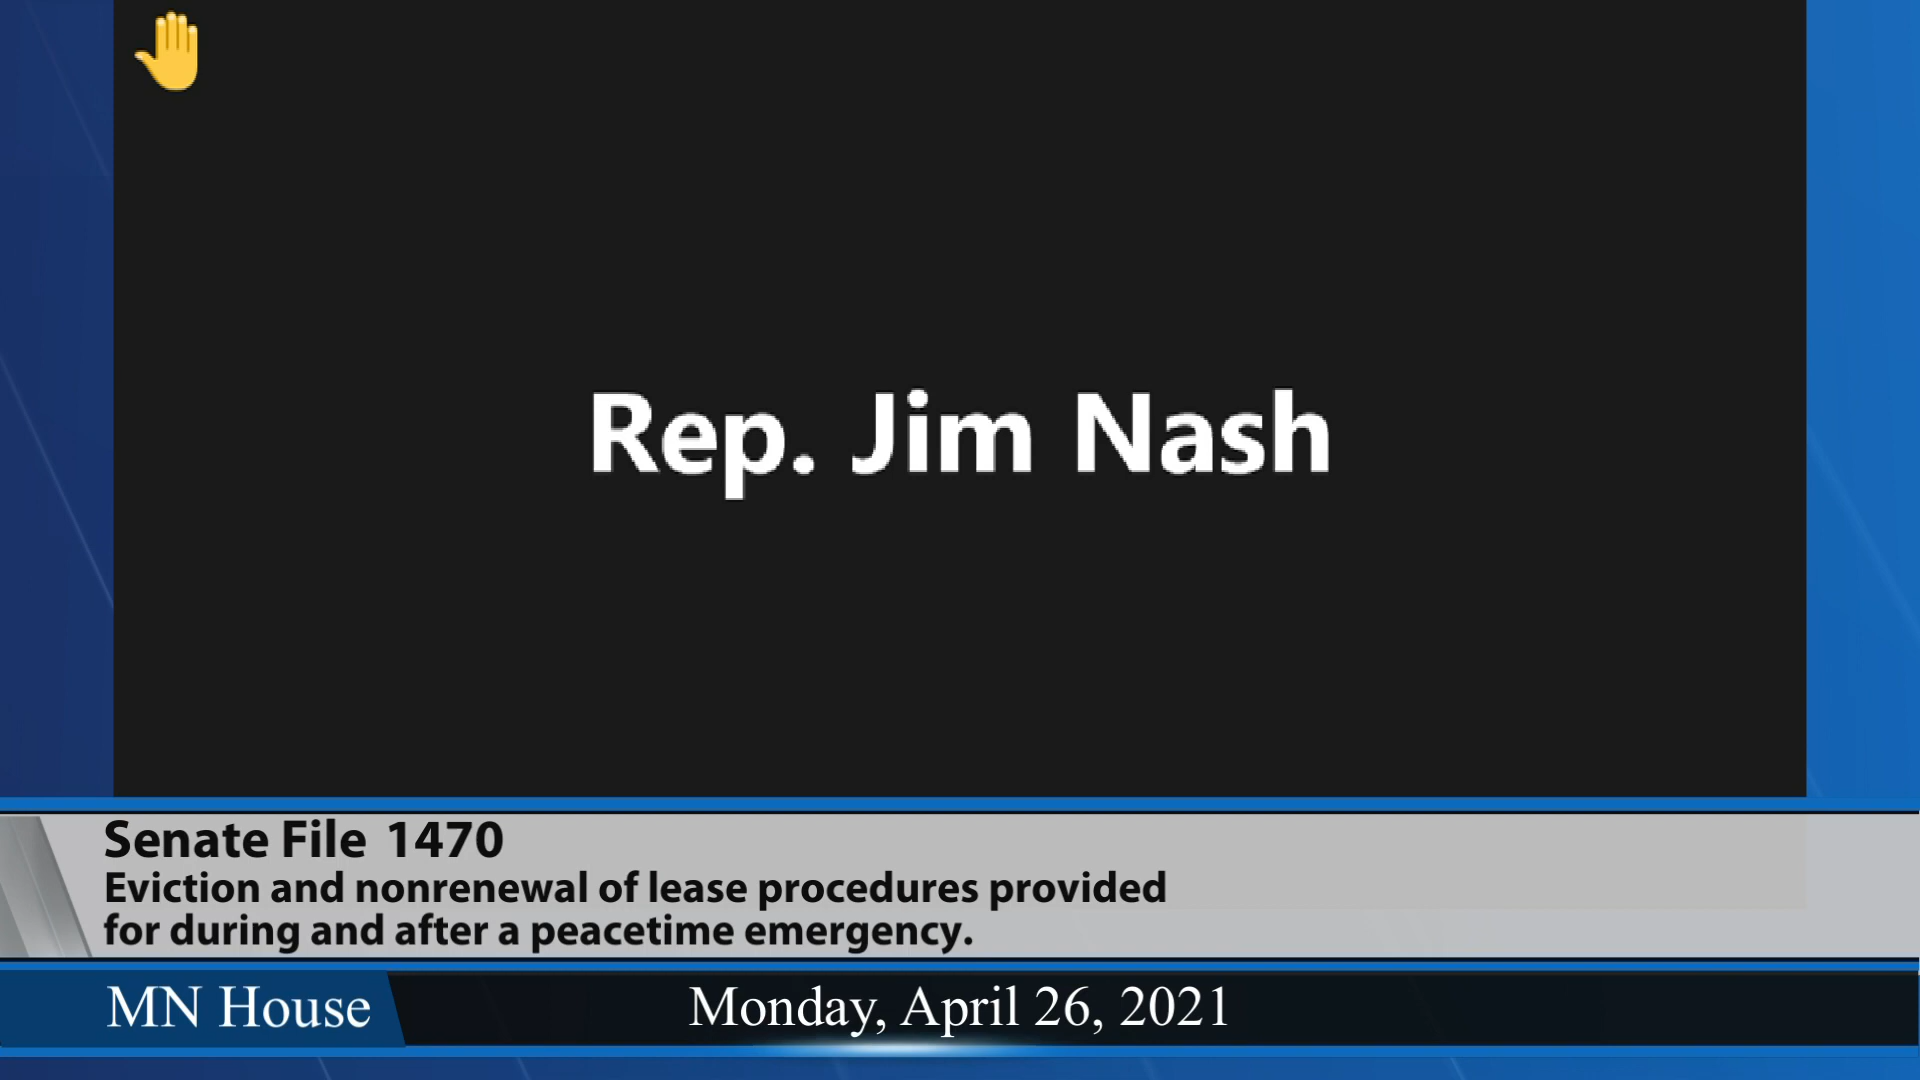 Rep. Jim Nash
Senate File 1470
Eviction and nonrenewal of lease procedures provided
for during and after a peacetime emergency.
MN House
Monday, April 26, 2021